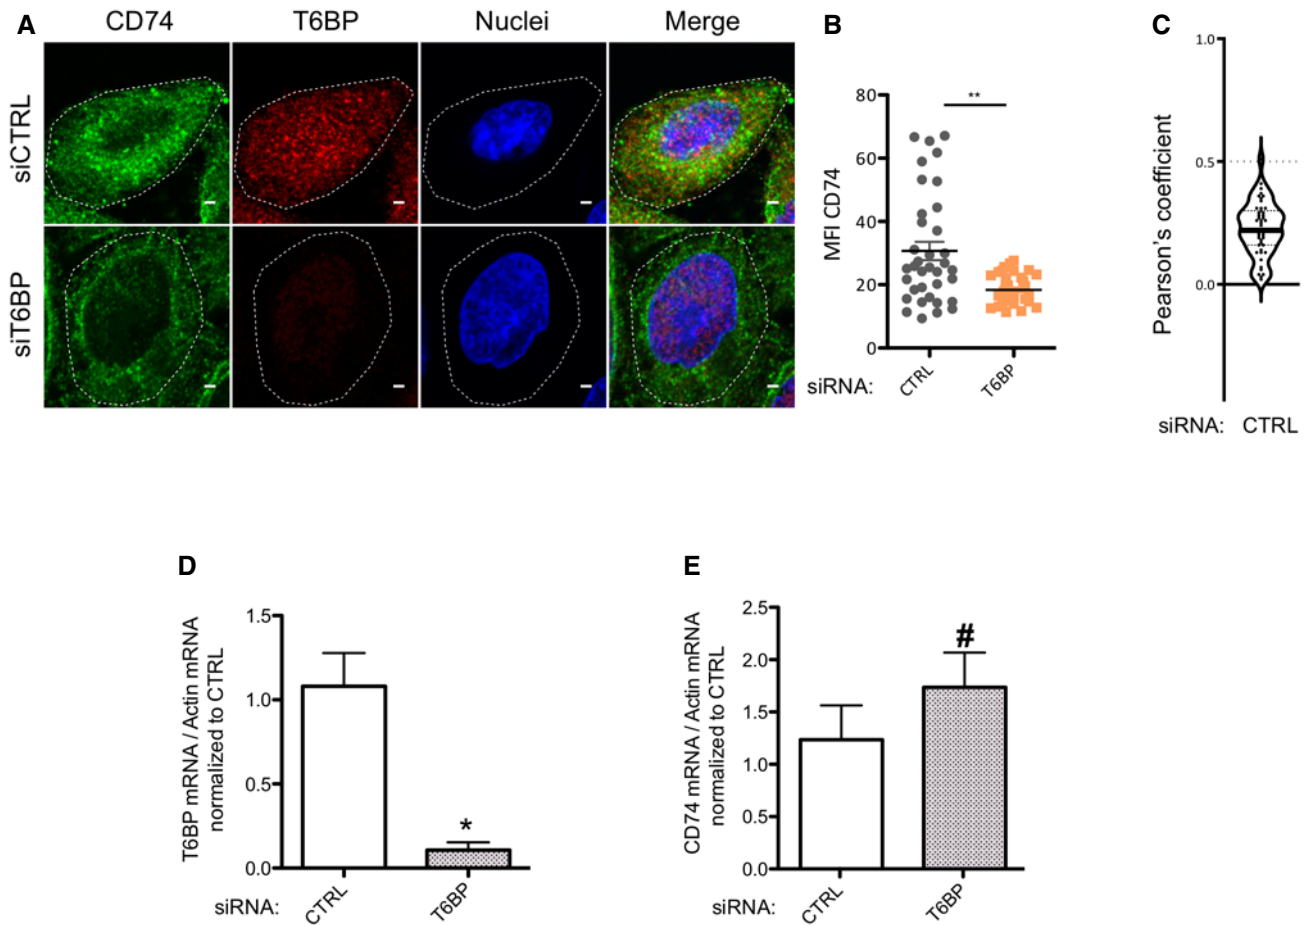 A
CD74
T6BP
Nuclei
Merge
siCTRL
siT6BP
B
80
60
40
20
0
MFI CD74
**
siRNA:
CTRL
T6BP
C
1.0
0.5
0.0
Pearson's coefficient
siRNA:
CTRL
D
T6BP mRNA / Actin mRNA
normalized to CTRL
1.5
1.0
0.5
0.0
*
siRNA:
CTRL
T6BP
E
CD74 mRNA / Actin mRNA
normalized to CTRL
2.5
2.0
1.5
1.0
0.5
0.0
#
siRNA:
CTRL
T6BP